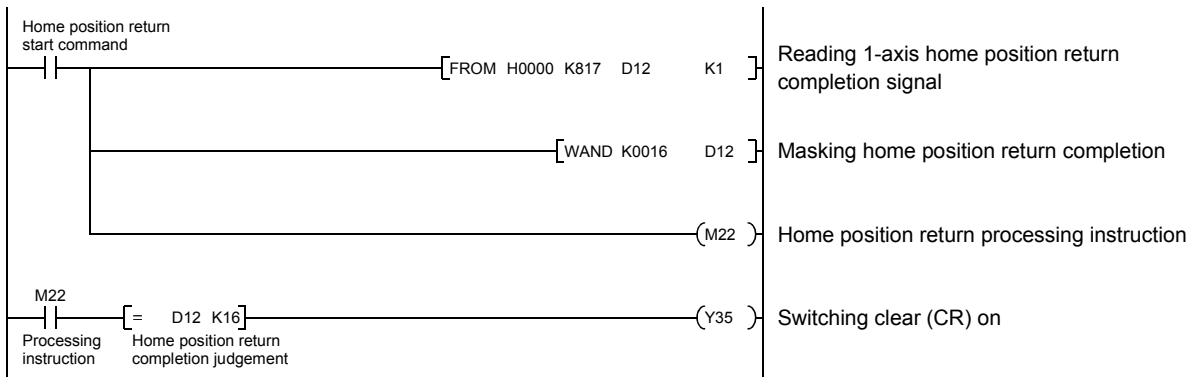 Home position return
start command
FROM H0000 K817 D12 K1
Reading 1-axis home position return
completion signal
WAND K0016 D12
Masking home position return completion
M22
Home position return processing instruction
M22
= D12 K16
Y35
Switching clear (CR) on
Processing
instruction
Home position return
completion judgement